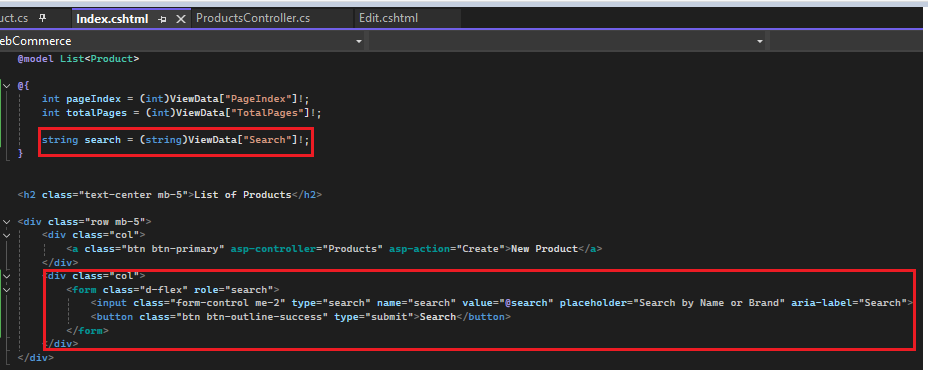 uct.cs Index.cshtml ProductsController.cs Edit.cshtml
ebCommerce
@model List<Product>
@{
int pageIndex = (int)ViewData["PageIndex"]!;
int totalPages = (int)ViewData["TotalPages"]!;
string search = (string)ViewData["Search"]!;
}
<h2 class="text-center mb-5">List of Products</h2>
<div class="row mb-5">
<div class="col">
<a class="btn btn-primary" asp-controller="Products" asp-action="Create">New Product</a>
</div>
<div class="col">
<form class="d-flex" role="search">
<input class="form-control me-2" type="search" name="search" value="@search" placeholder="Search by Name or Brand" aria-label="Search">
<button class="btn btn-outline-success" type="submit">Search</button>
</form>
</div>
</div>